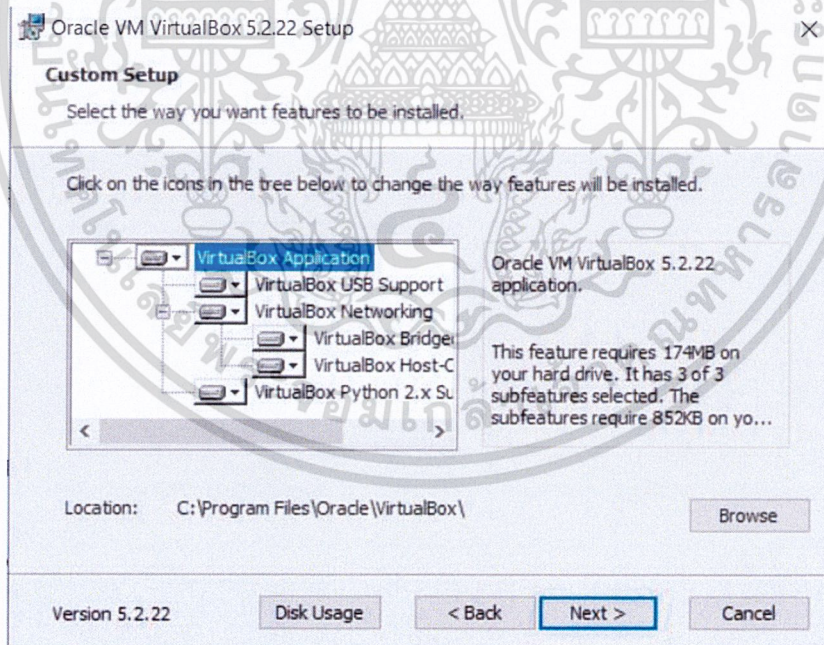 Oracle VM VirtualBox 5.2.22 Setup
Custom Setup
Select the way you want features to be installed.
Click on the icons in the tree below to change the way features will be installed.
VirtualBox Application
VirtualBox USB Support
VirtualBox Networking
VirtualBox Bridge
VirtualBox Host-C
VirtualBox Python 2.x Su
Oracle VM VirtualBox 5.2.22
application.
This feature requires 174MB on
your hard drive. It has 3 of 3
subfeatures selected. The
subfeatures require 852KB on yo...
Location: C:\Program Files\Oracle\VirtualBox\
Browse
Version 5.2.22
Disk Usage
< Back
Next >
Cancel